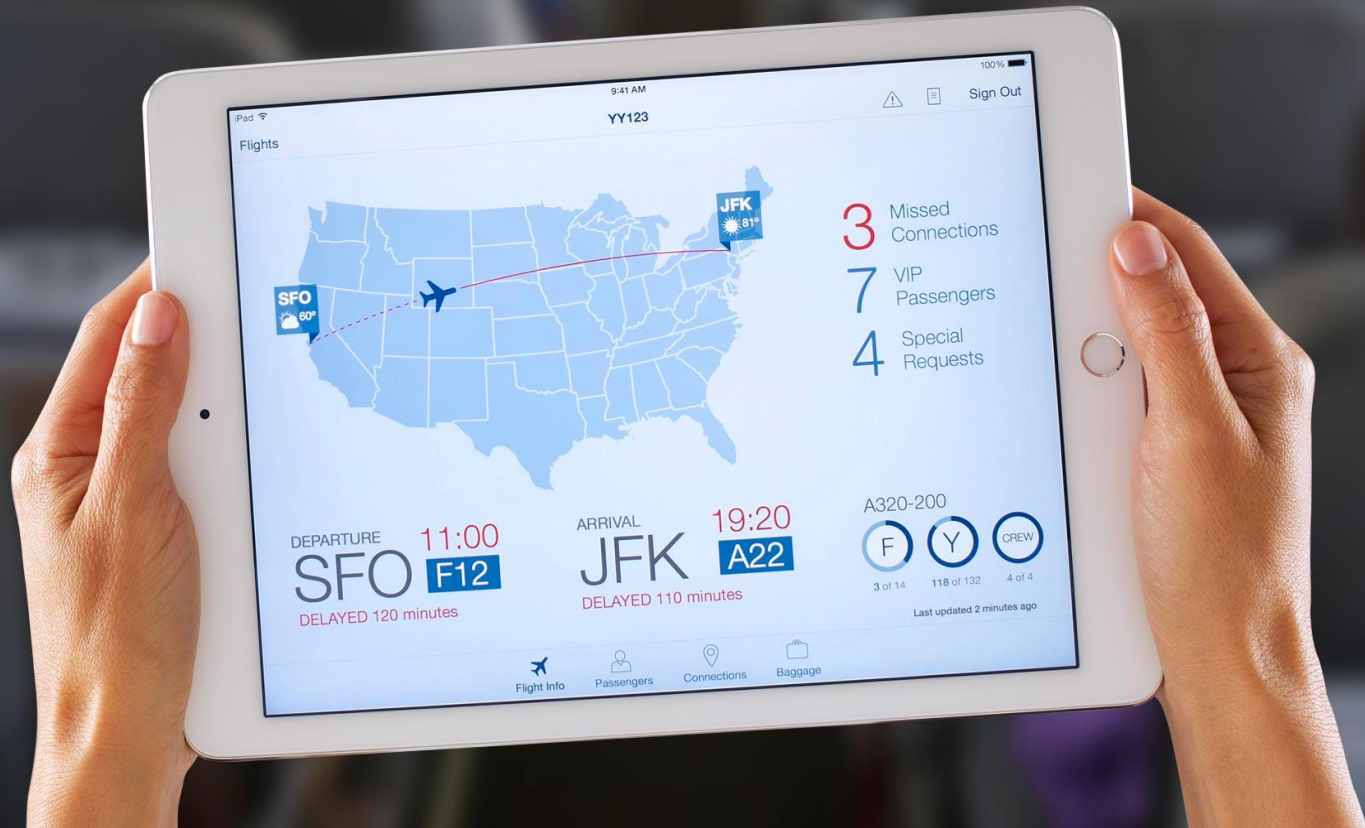 iPad
9:41 AM
100%
Flights
YY123
Sign Out
JFK
81°
SFO
60°
3 Missed
Connections
7 VIP
Passengers
4 Special
Requests
DEPARTURE
SFO
11:00
F12
DELAYED 120 minutes
ARRIVAL
JFK
19:20
A22
DELAYED 110 minutes
A320-200
F
Y
CREW
3 of 14
118 of 132
4 of 4
Last updated 2 minutes ago
Flight Info
Passengers
Connections
Baggage